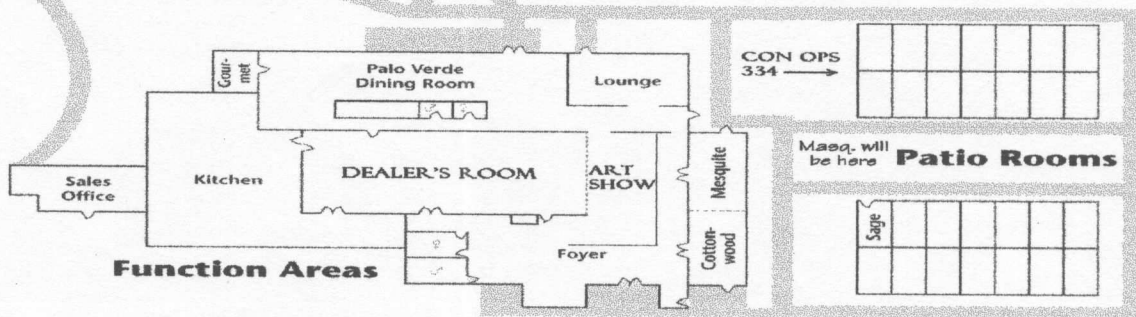 Gour-
met
Palo Verde
Dining Room
Lounge
CON OPS
334
Masq. will
be here
Patio Rooms
Sales
Office
Kitchen
DEALER'S ROOM
ART
SHOW
Mesquite
Cotton-
wood
Sage
Foyer
Function Areas